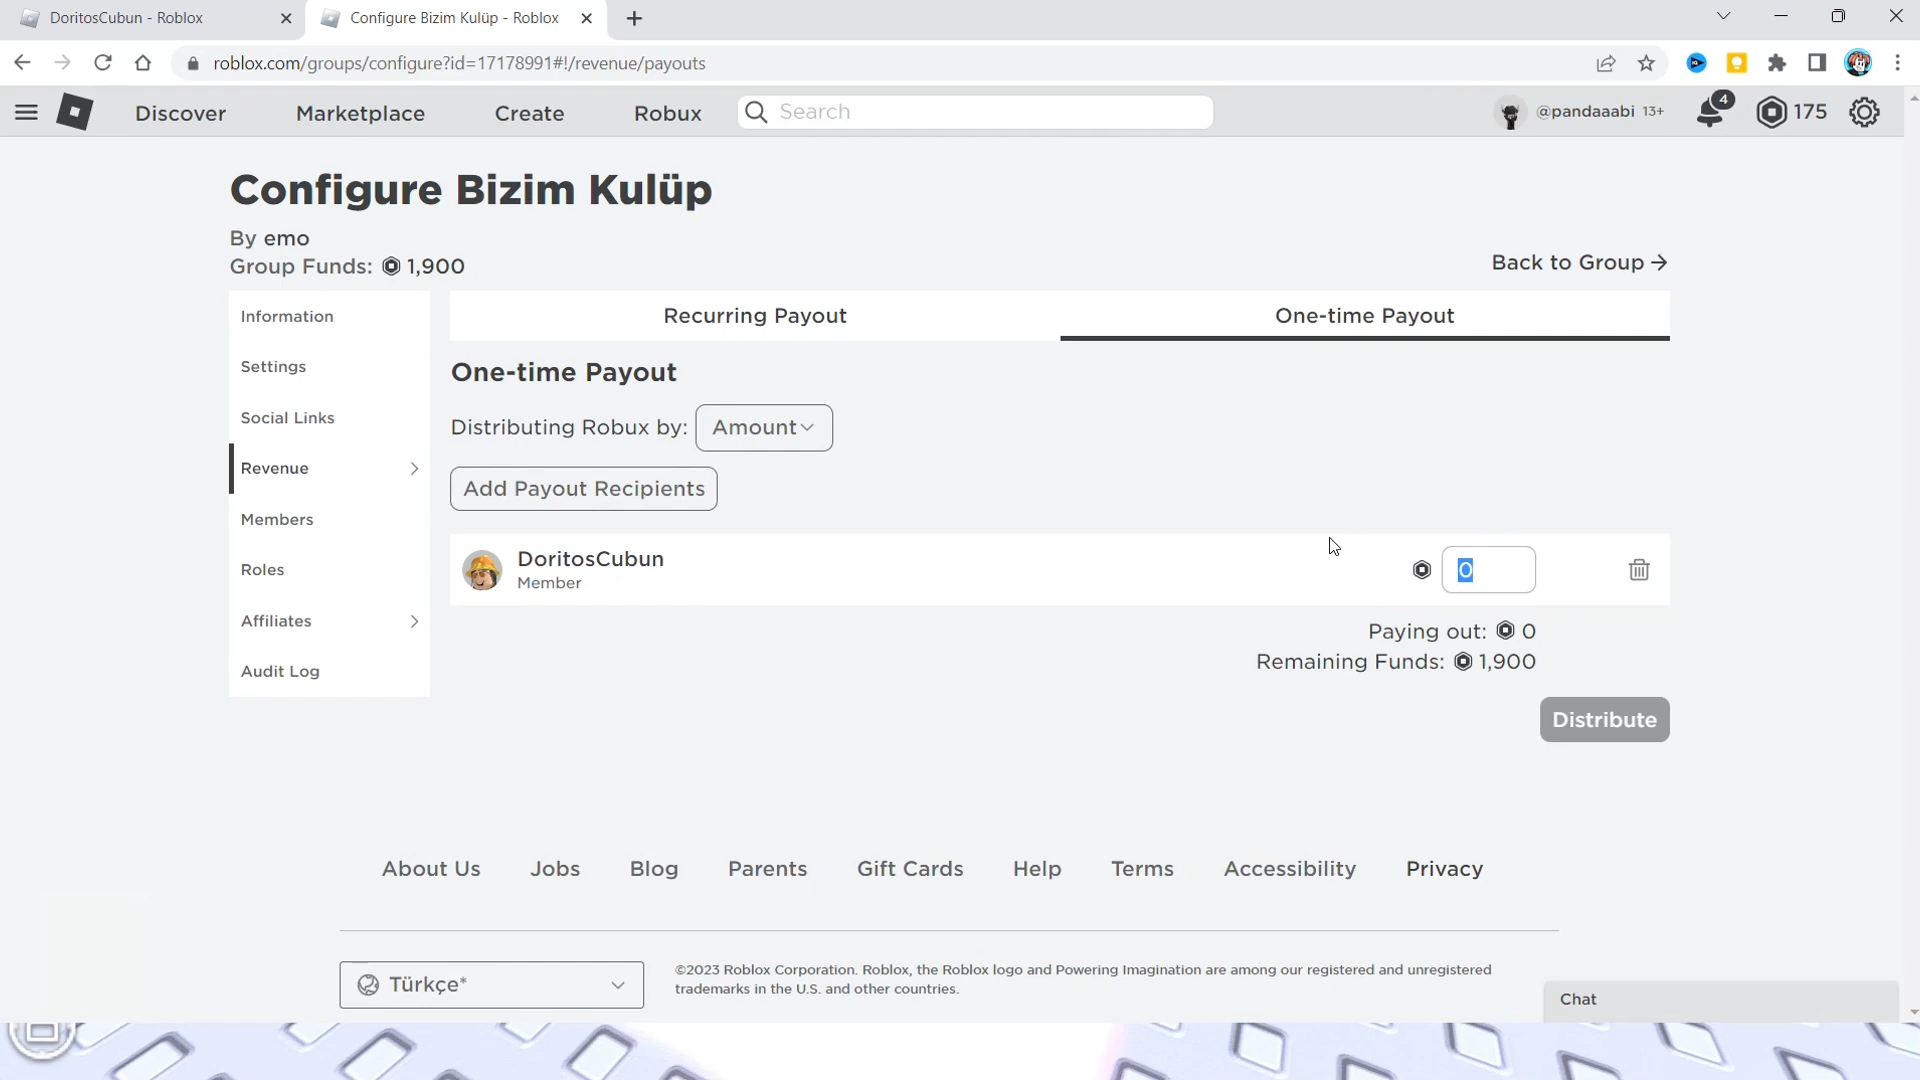 DoritosCubun - Roblox
Configure Bizim Kulüp - Roblox
roblox.com/groups/configure?id=17178991#!/revenue/payouts
Discover
Marketplace
Create
Robux
Search
@pandaaabi 13+
4
175
Configure Bizim Kulüp
By emo
Group Funds: 1,900
Back to Group
Information
Settings
Social Links
Revenue
Members
Roles
Affiliates
Audit Log
Recurring Payout
One-time Payout
One-time Payout
Distributing Robux by: Amount
Add Payout Recipients
DoritosCubun
Member
0
Paying out: 0
Remaining Funds: 1,900
Distribute
About Us
Jobs
Blog
Parents
Gift Cards
Help
Terms
Accessibility
Privacy
Türkçe*
©2023 Roblox Corporation. Roblox, the Roblox logo and Powering Imagination are among our registered and unregistered
trademarks in the U.S. and other countries.
Chat